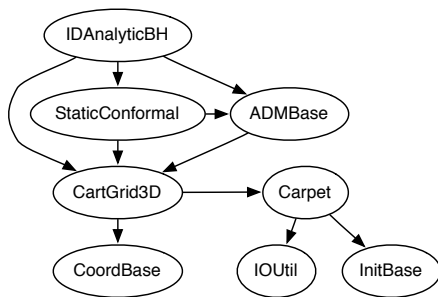 IDAnalyticBH
StaticConformal
ADMBase
CartGrid3D
Carpet
CoordBase
IOUtil
InitBase